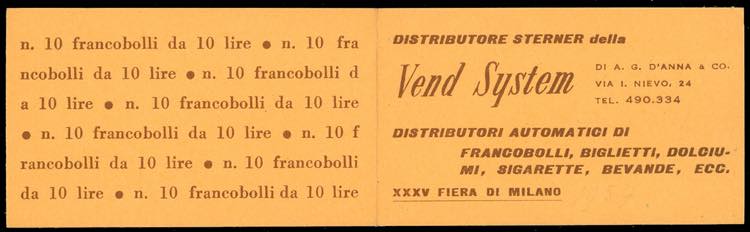 n. 10 francobolli da 10 lire ● n. 10 fra
ncobolli da 10 lire ● n. 10 francobolli d
a 10 lire ● n. 10 francobolli da 10 lire
● n. 10 francobolli da 10 lire ● n. 10 f
rancobolli da 10 lire ● n. 10 francobolli
da 10 lire ● n. 10 francobolli da 10 lire
DISTRIBUTORE STERNER della
Vend System
DI A. G. D'ANNA & CO.
VIA I. NIEVO, 24
TEL. 490.334
DISTRIBUTORI AUTOMATICI DI
FRANCOBOLLI, BIGLIETTI, DOLCIU-
MI, SIGARETTE, BEVANDE, ECC.
XXXV FIERA DI MILANO